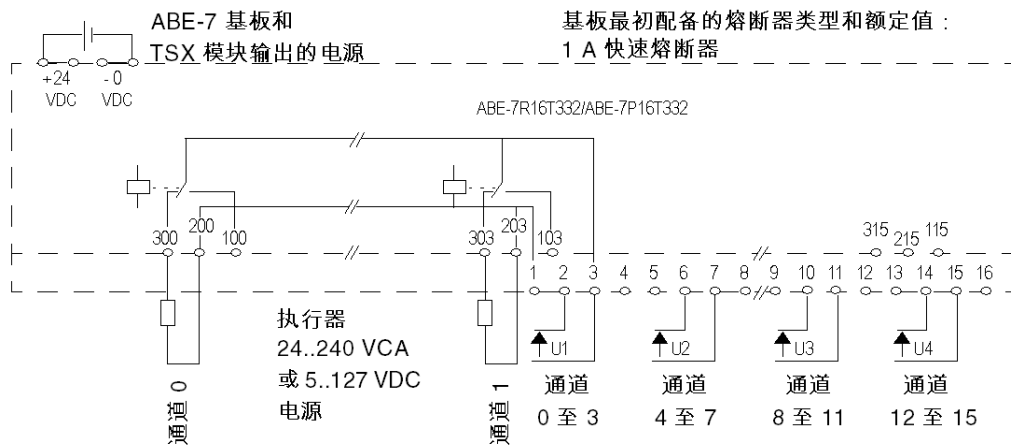 ABE-7 基板和
TSX 模块输出的电源
基板最初配备的熔断器类型和额定值：
1 A 快速熔断器
+24 VDC
- 0 VDC
ABE-7R16T332/ABE-7P16T332
300 200 100
303 203 103
315 215 115
1 2 3 4 5 6 7 8 9 10 11 12 13 14 15 16
执行器
24..240 VCA
或 5..127 VDC
电源
通道 0
通道 1
U1
U2
U3
U4
通道
0 至 3
通道
4 至 7
通道
8 至 11
通道
12 至 15